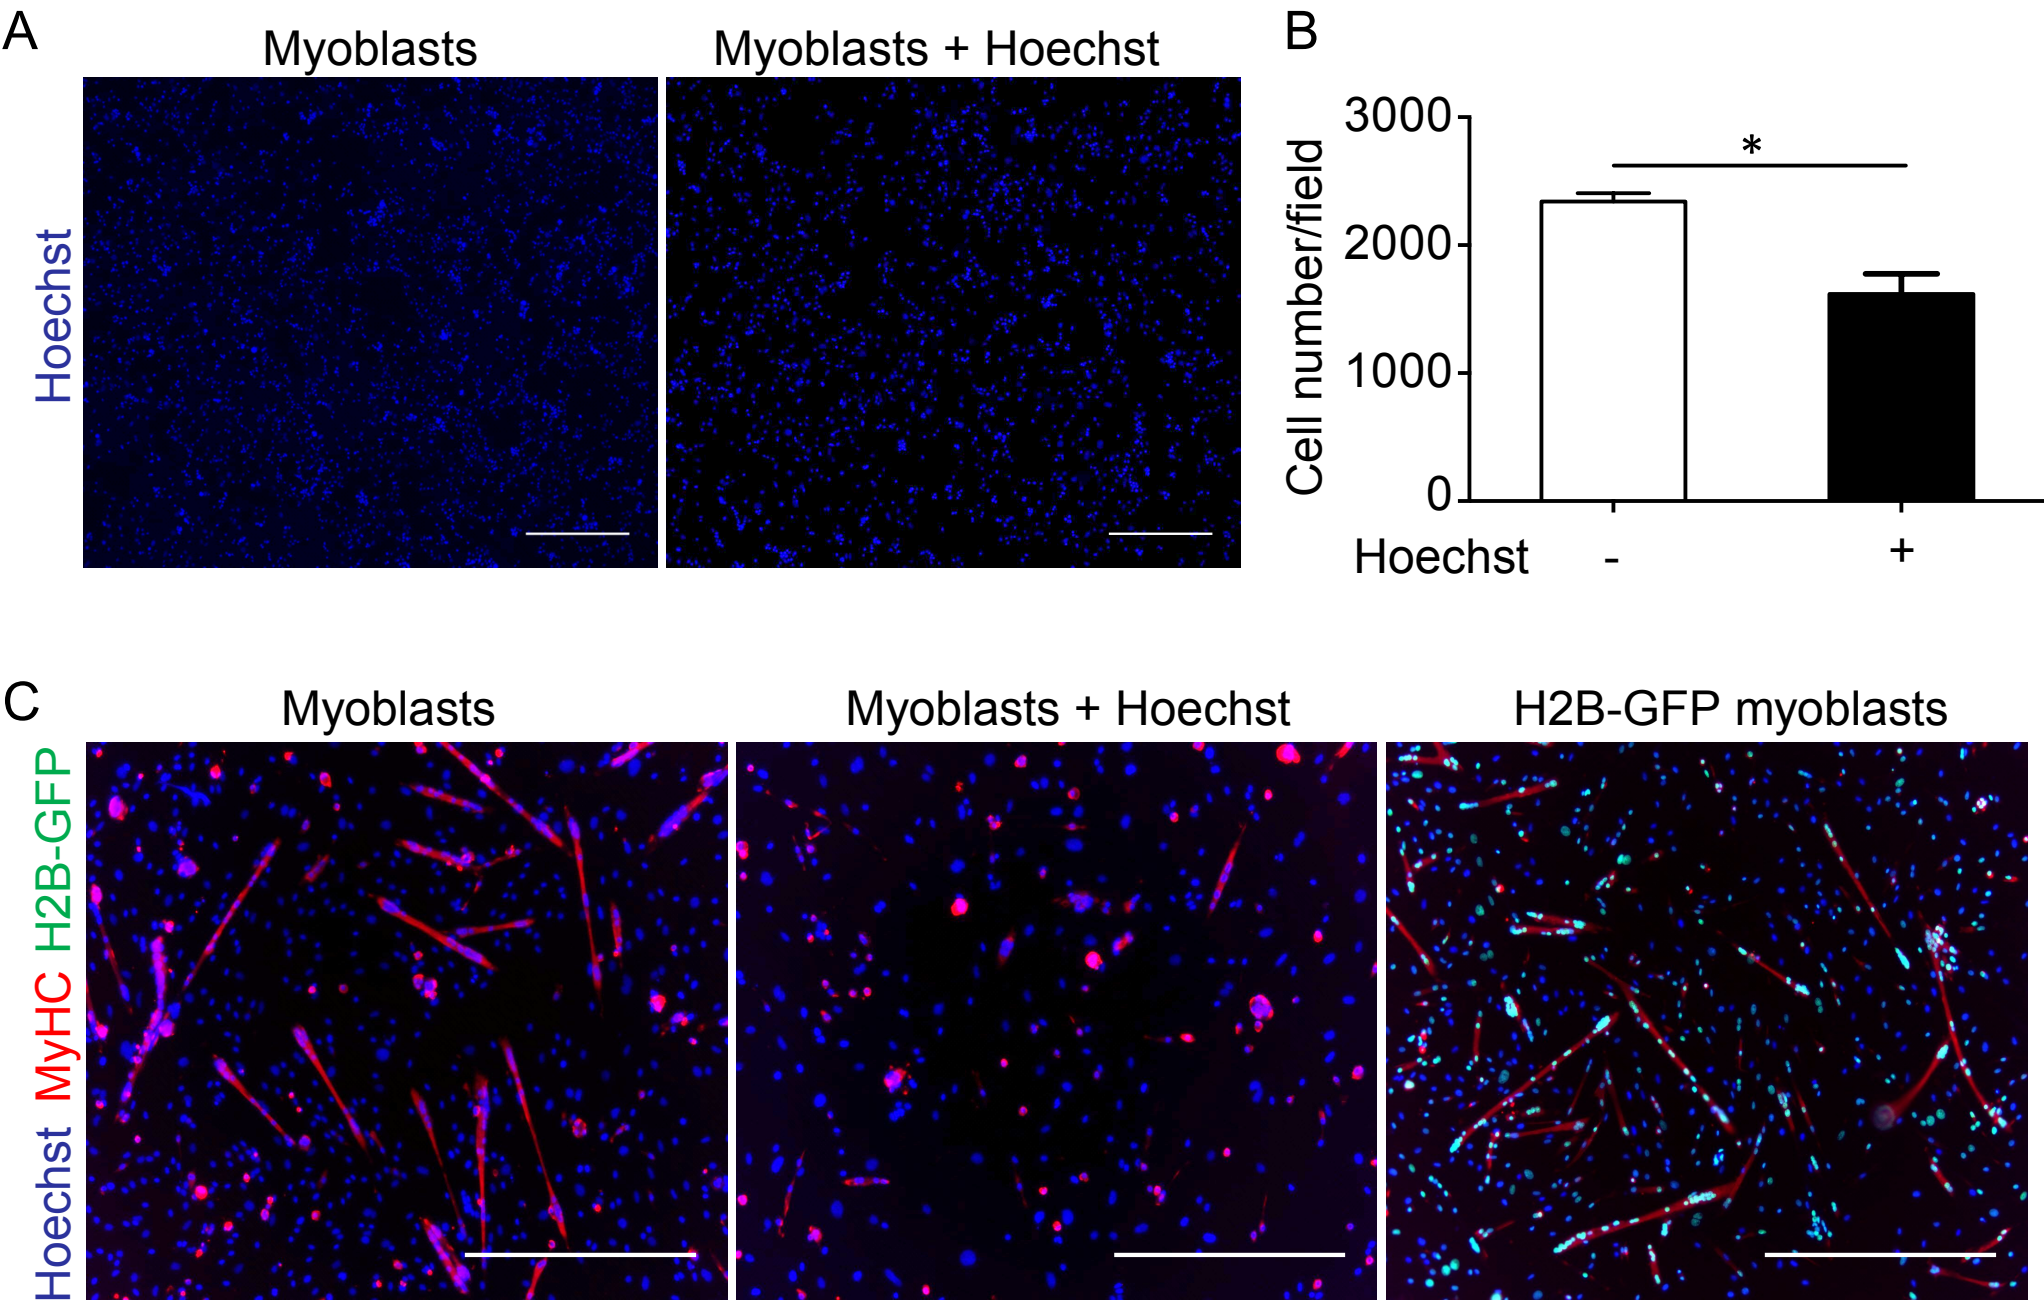 A
Myoblasts
Myoblasts + Hoechst
Hoechst
B
Cell number/field
3000
2000
1000
0
*
Hoechst - +
C
Myoblasts
Myoblasts + Hoechst
H2B-GFP myoblasts
Hoechst MyHC H2B-GFP